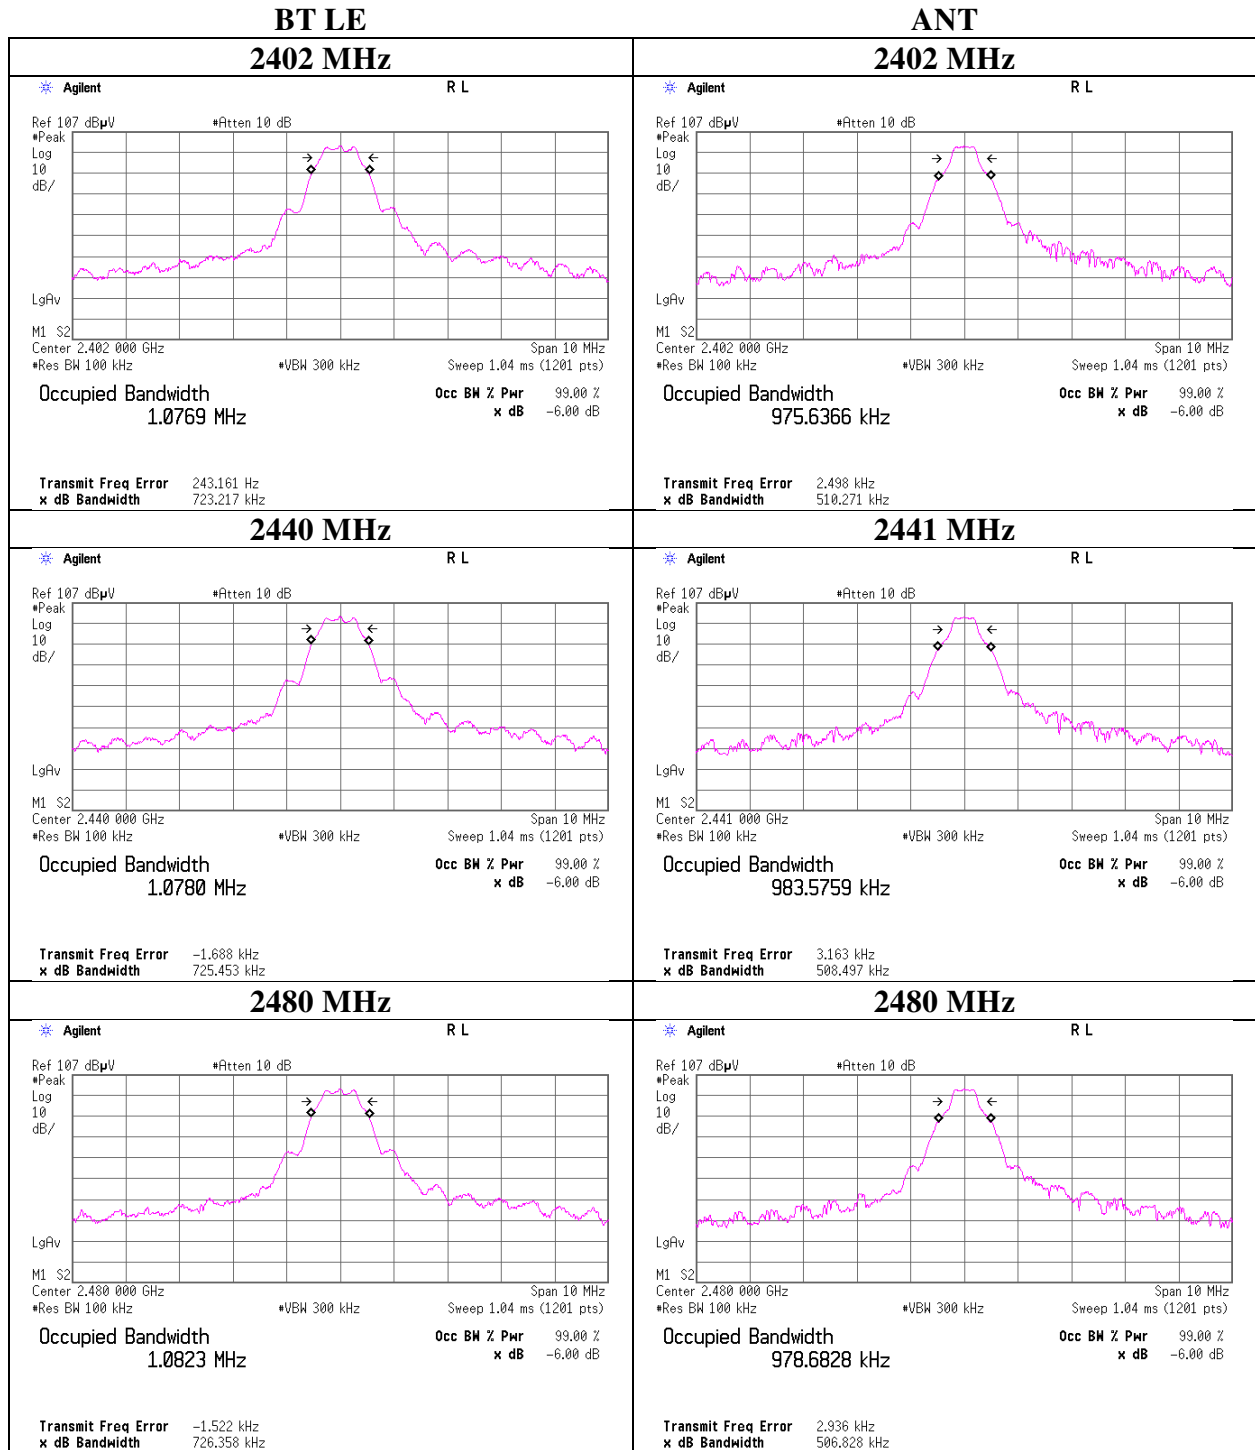 BT LE ANT
2402 MHz 2402 MHz
Agilent R L
Ref 107 dBµV #Atten 10 dB
#Peak
Log
10
dB/
LgAv
M1 S2
Center 2.402 000 GHz Span 10 MHz
#Res BW 100 kHz #VBW 300 kHz Sweep 1.04 ms (1201 pts)
Occupied Bandwidth Occ BW % Pwr 99.00 %
1.0769 MHz x dB -6.00 dB
Transmit Freq Error 243.161 Hz
x dB Bandwidth 723.217 kHz
Agilent R L
Ref 107 dBµV #Atten 10 dB
#Peak
Log
10
dB/
LgAv
M1 S2
Center 2.402 000 GHz Span 10 MHz
#Res BW 100 kHz #VBW 300 kHz Sweep 1.04 ms (1201 pts)
Occupied Bandwidth Occ BW % Pwr 99.00 %
975.6366 kHz x dB -6.00 dB
Transmit Freq Error 2.498 kHz
x dB Bandwidth 510.271 kHz
2440 MHz 2441 MHz
Agilent R L
Ref 107 dBµV #Atten 10 dB
#Peak
Log
10
dB/
LgAv
M1 S2
Center 2.440 000 GHz Span 10 MHz
#Res BW 100 kHz #VBW 300 kHz Sweep 1.04 ms (1201 pts)
Occupied Bandwidth Occ BW % Pwr 99.00 %
1.0780 MHz x dB -6.00 dB
Transmit Freq Error -1.688 kHz
x dB Bandwidth 725.453 kHz
Agilent R L
Ref 107 dBµV #Atten 10 dB
#Peak
Log
10
dB/
LgAv
M1 S2
Center 2.441 000 GHz Span 10 MHz
#Res BW 100 kHz #VBW 300 kHz Sweep 1.04 ms (1201 pts)
Occupied Bandwidth Occ BW % Pwr 99.00 %
983.5759 kHz x dB -6.00 dB
Transmit Freq Error 3.163 kHz
x dB Bandwidth 508.497 kHz
2480 MHz 2480 MHz
Agilent R L
Ref 107 dBµV #Atten 10 dB
#Peak
Log
10
dB/
LgAv
M1 S2
Center 2.480 000 GHz Span 10 MHz
#Res BW 100 kHz #VBW 300 kHz Sweep 1.04 ms (1201 pts)
Occupied Bandwidth Occ BW % Pwr 99.00 %
1.0823 MHz x dB -6.00 dB
Transmit Freq Error -1.522 kHz
x dB Bandwidth 726.358 kHz
Agilent R L
Ref 107 dBµV #Atten 10 dB
#Peak
Log
10
dB/
LgAv
M1 S2
Center 2.480 000 GHz Span 10 MHz
#Res BW 100 kHz #VBW 300 kHz Sweep 1.04 ms (1201 pts)
Occupied Bandwidth Occ BW % Pwr 99.00 %
978.6828 kHz x dB -6.00 dB
Transmit Freq Error 2.936 kHz
x dB Bandwidth 506.828 kHz